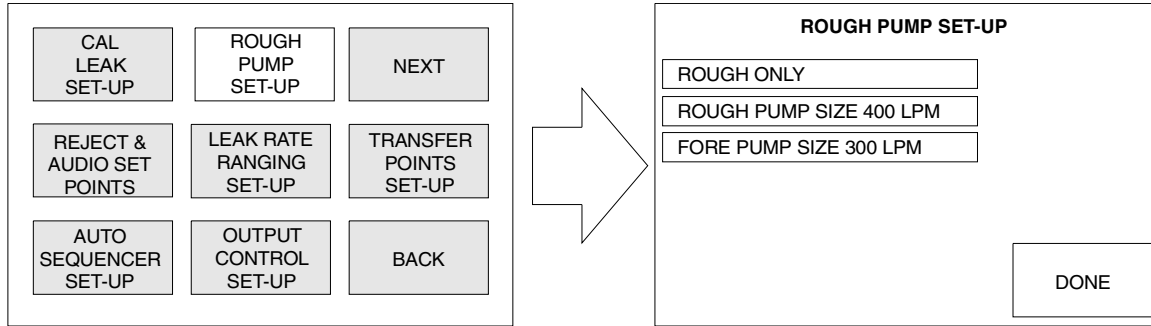 CAL
LEAK
SET-UP
ROUGH
PUMP
SET-UP
NEXT
REJECT &
AUDIO SET
POINTS
LEAK RATE
RANGING
SET-UP
TRANSFER
POINTS
SET-UP
AUTO
SEQUENCER
SET-UP
OUTPUT
CONTROL
SET-UP
BACK
ROUGH PUMP SET-UP
ROUGH ONLY
ROUGH PUMP SIZE 400 LPM
FORE PUMP SIZE 300 LPM
DONE